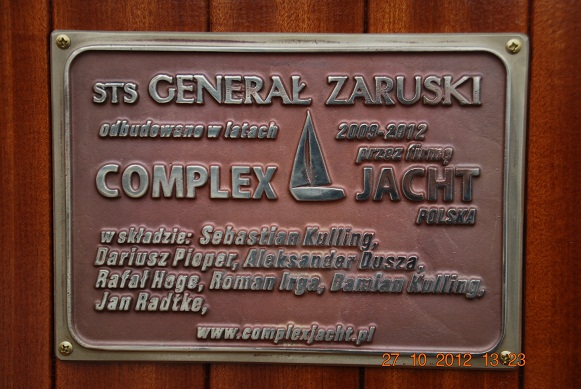 STS GENERAŁ ZARUSKI
odbudowano w latach 2009-2012
przez firmę
COMPLEX JACHT
POLSKA
w składzie: Sebastian Kulling,
Dariusz Pioper, Aleksander Dusza,
Rafał Hoge, Roman Irga, Damian Kulling,
Jan Radtke,
www.complexjacht.pl
27 10 2012 13:23